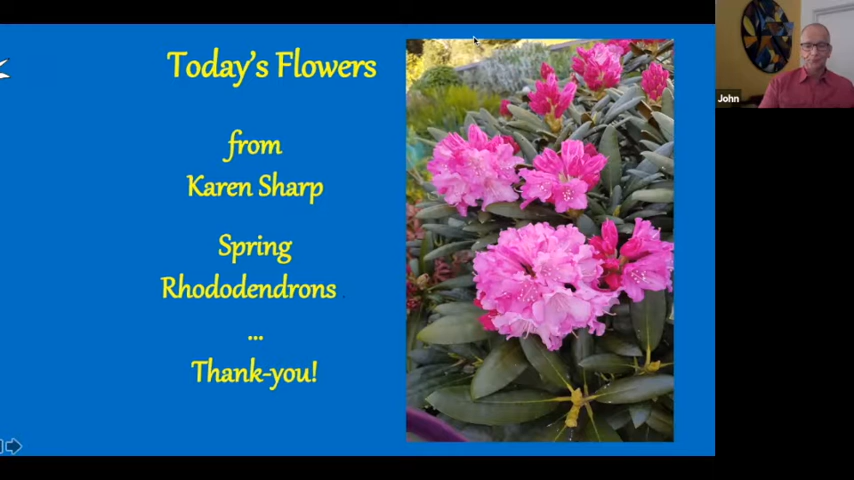 Today's Flowers
from
Karen Sharp
Spring
Rhododendrons
...
Thank-you!
John